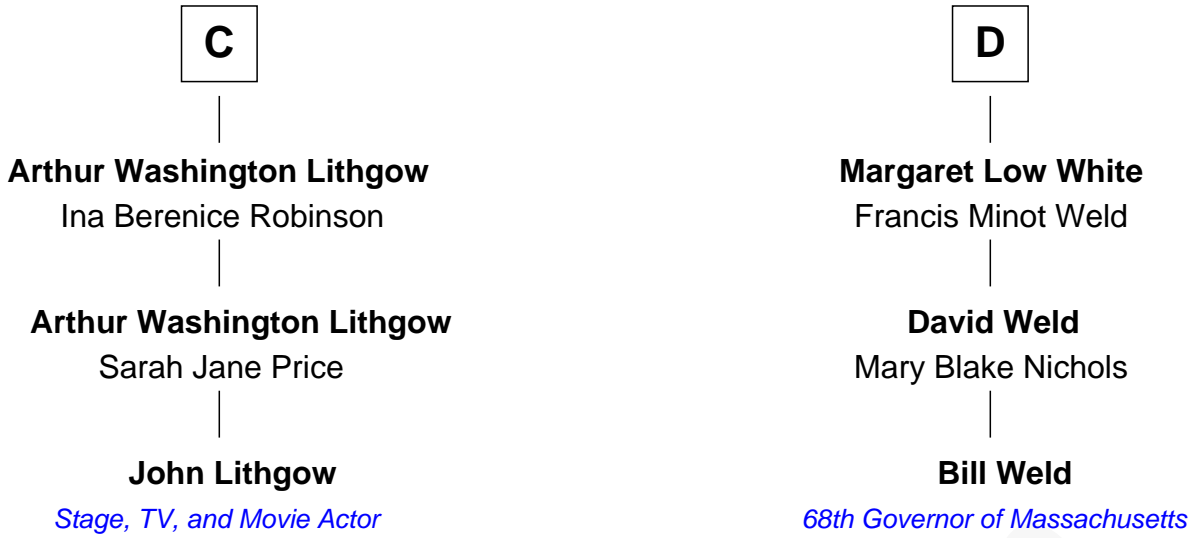 C
D
Arthur Washington Lithgow
Margaret Low White
Ina Berenice Robinson
Francis Minot Weld
Arthur Washington Lithgow
David Weld
Sarah Jane Price
Mary Blake Nichols
John Lithgow
Bill Weld
Stage, TV, and Movie Actor
68th Governor of Massachusetts